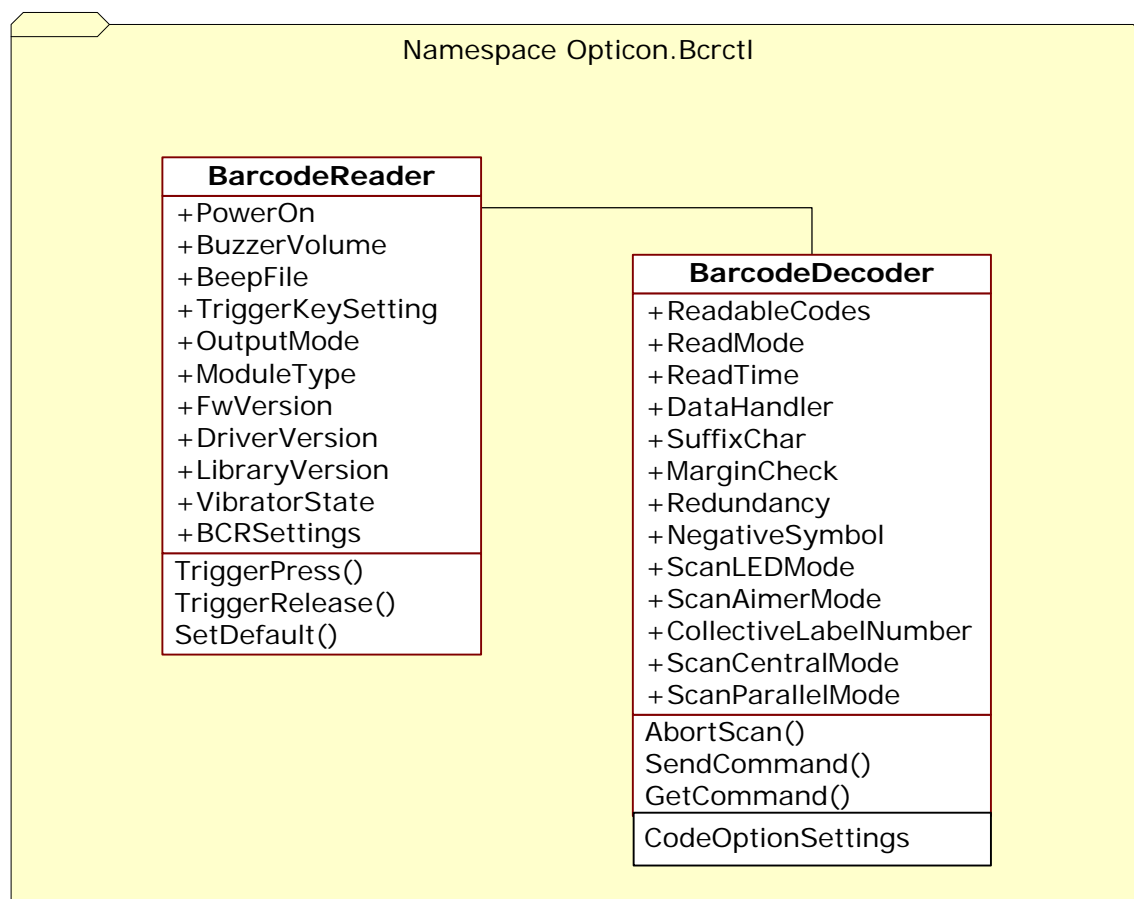 Namespace Opticon.Bcrctl
BarcodeReader
+PowerOn
+BuzzerVolume
+BeepFile
+TriggerKeySetting
+OutputMode
+ModuleType
+FwVersion
+DriverVersion
+LibraryVersion
+VibratorState
+BCRSettings
TriggerPress()
TriggerRelease()
SetDefault()
BarcodeDecoder
+ReadableCodes
+ReadMode
+ReadTime
+DataHandler
+SuffixChar
+MarginCheck
+Redundancy
+NegativeSymbol
+ScanLEDMode
+ScanAimerMode
+CollectiveLabelNumber
+ScanCentralMode
+ScanParallelMode
AbortScan()
SendCommand()
GetCommand()
CodeOptionSettings